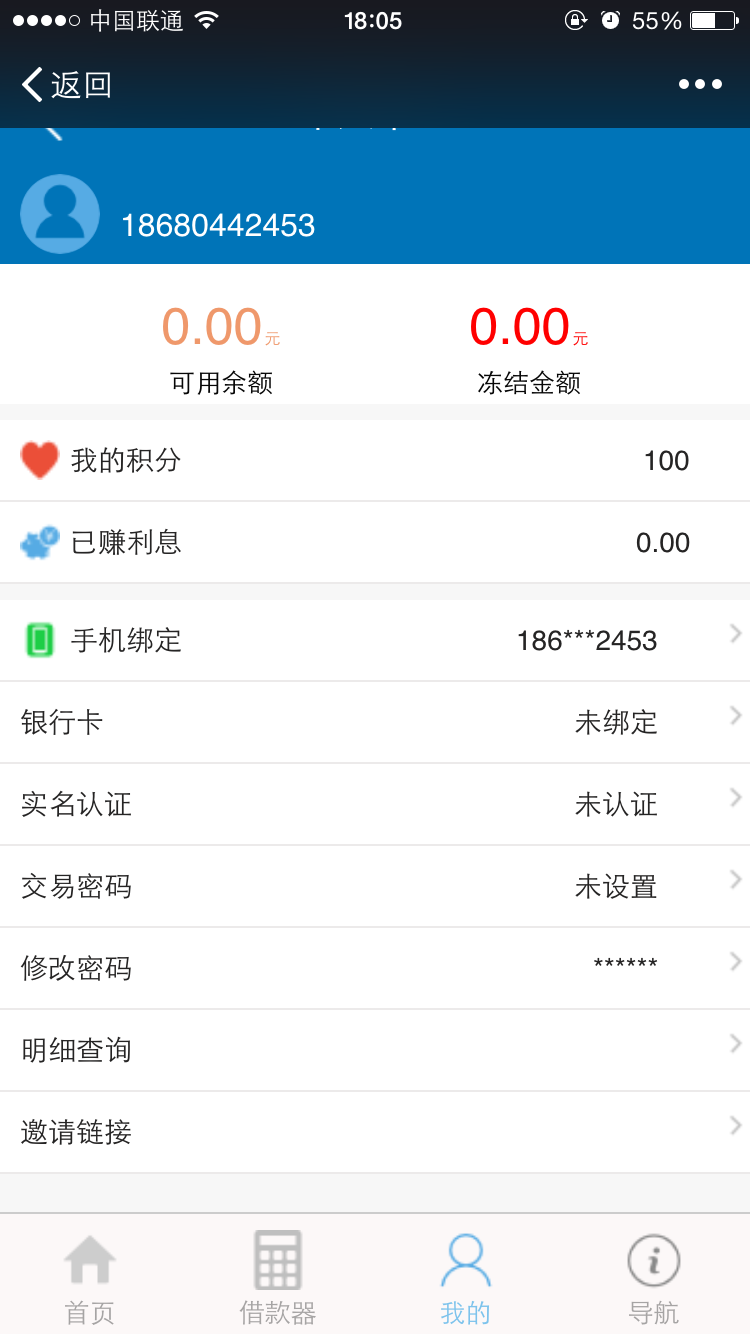 中国联通 18:05 55%
返回
18680442453
0.00元 0.00元
可用余额 冻结金额
我的积分 100
已赚利息 0.00
手机绑定 186***2453
银行卡 未绑定
实名认证 未认证
交易密码 未设置
修改密码 ******
明细查询
邀请链接
首页 借款器 我的 导航